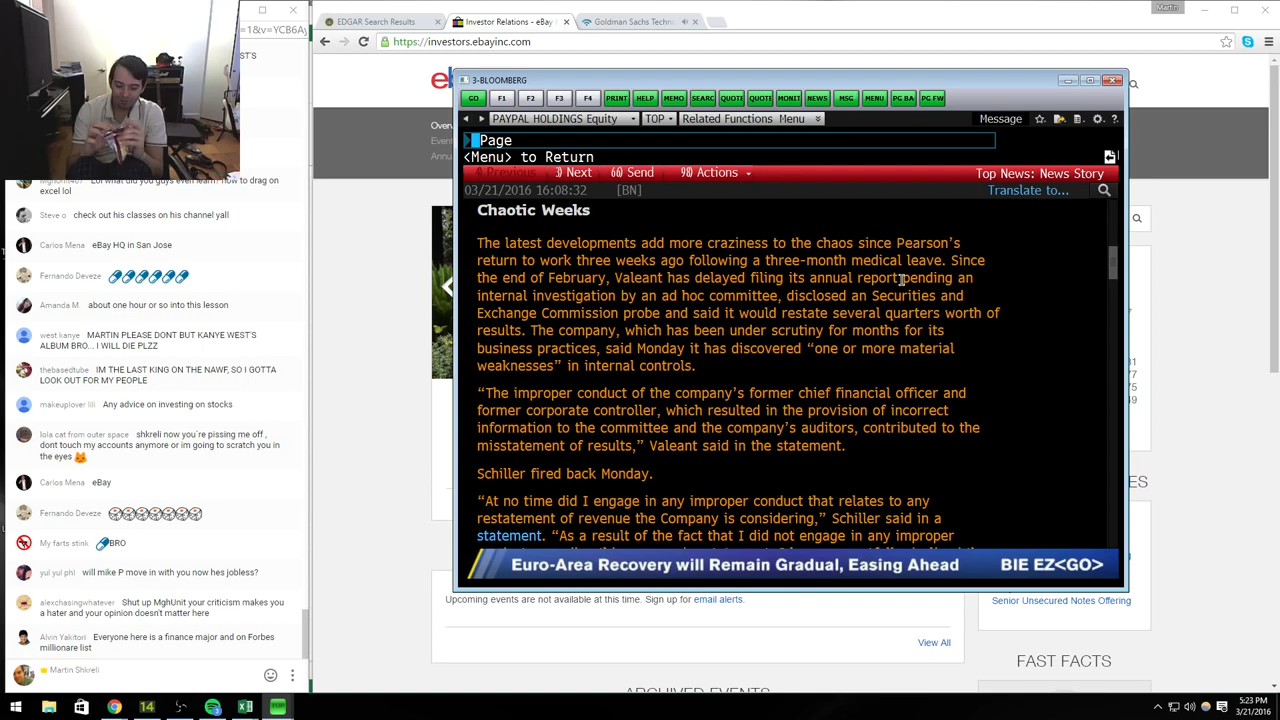 =1&v=YCB6Ay
EDGAR Search Results
Investor Relations - eBay
Goldman Sachs Techn
Martin
https://investors.ebayinc.com
3-BLOOMBERG
GO F1 F2 F3 F4 PRINT HELP MEMO SEARC QUOTE QUOTE MONIT NEWS MSG MENU PG BA PG FW
PAYPAL HOLDINGS Equity TOP Related Functions Menu Message
Page
<Menu> to Return
3) Next 60 Send 98) Actions Top News: News Story
03/21/2016 16:08:32 [BN] Translate to...
Chaotic Weeks
The latest developments add more craziness to the chaos since Pearson's
return to work three weeks ago following a three-month medical leave. Since
the end of February, Valeant has delayed filing its annual report pending an
internal investigation by an ad hoc committee, disclosed an Securities and
Exchange Commission probe and said it would restate several quarters worth of
results. The company, which has been under scrutiny for months for its
business practices, said Monday it has discovered “one or more material
weaknesses” in internal controls.
“The improper conduct of the company's former chief financial officer and
former corporate controller, which resulted in the provision of incorrect
information to the committee and the company's auditors, contributed to the
misstatement of results,” Valeant said in the statement.
Schiller fired back Monday.
“At no time did I engage in any improper conduct that relates to any
restatement of revenue the Company is considering,” Schiller said in a
statement. “As a result of the fact that I did not engage in any improper
Euro-Area Recovery will Remain Gradual, Easing Ahead BIE EZ<GO>
Upcoming events are not available at this time. Sign up for email alerts.
View All
Senior Unsecured Notes Offering
FAST FACTS
ARCHIVED EVENTS
excel lol
Steve o check out his classes on his channel yall
Carlos Mena eBay HQ in San Jose
Fernando Deveze
Amanda M. about one hour or so into this lesson
west kanye MARTIN PLEASE DONT BUT KANYE WEST'S
ALBUM BRO... I WILL DIE PLZZ
thebasedtube IM THE LAST KING ON THE NAWF, SO I GOTTA
LOOK OUT FOR MY PEOPLE
makeuplover lili Any advice on investing on stocks
lola cat from outer space shkreli now you're pissing me off ,
dont touch my accounts anymore or im going to scratch you in
the eyes
Carlos Mena eBay
Fernando Deveze
My farts stink BRO
yul yul phl will mike P move in with you now hes jobless?
alexchasingwhatever Shut up MghUnit your criticism makes you
a hater and your opinion doesn't matter here
Alvin Yakitori Everyone here is a finance major and on Forbes
millionare list
Martin Shkreli
5:23 PM
3/21/2016